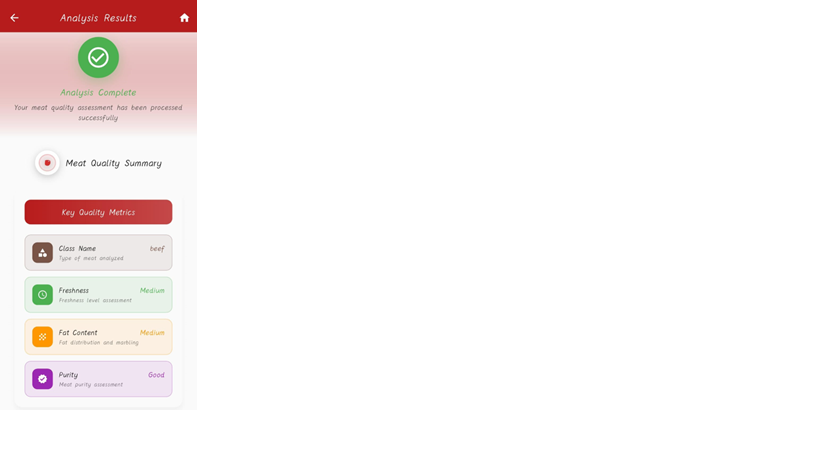 Analysis Results
Analysis Complete
Your meat quality assessment has been processed
successfully
Meat Quality Summary
Key Quality Metrics
Class Name
beef
Type of meat analyzed
Freshness
Medium
Freshness level assessment
Fat Content
Medium
Fat distribution and marbling
Purity
Good
Meat purity assessment